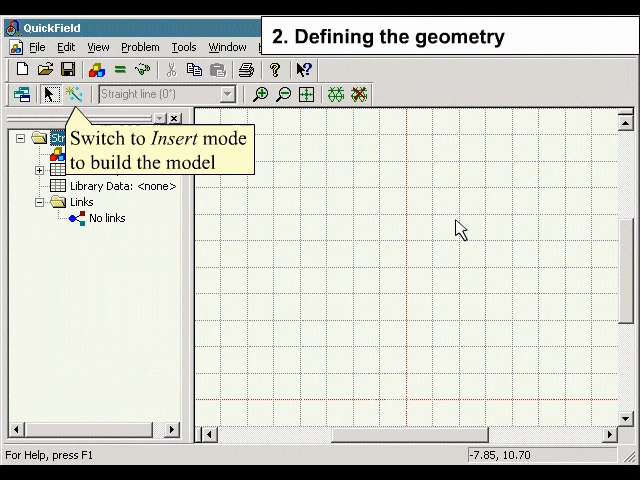 QuickField
2. Defining the geometry
File Edit View Problem Tools Window
Straight line (0°)
Switch to Insert mode
to build the model
Library Data: <none>
Links
No links
For Help, press F1
-7.85, 10.70